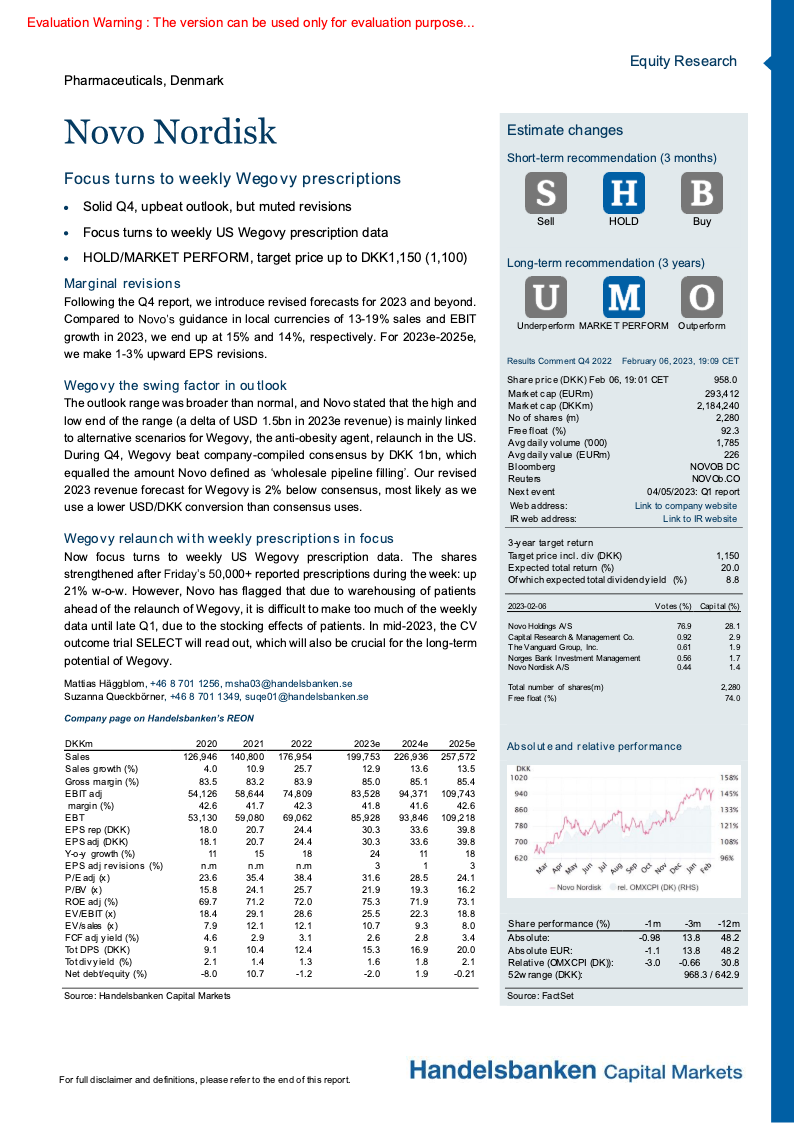 Evaluation Warning : The version can be used only for evaluation purpose...
Equity Research
Pharmaceuticals, Denmark
Novo Nordisk
Focus turns to weekly Wegovy prescriptions
• Solid Q4, upbeat outlook, but muted revisions
• Focus turns to weekly US Wegovy prescription data
• HOLD/MARKET PERFORM, target price up to DKK1,150 (1,100)
Marginal revisions
Following the Q4 report, we introduce revised forecasts for 2023 and beyond.
Compared to Novo's guidance in local currencies of 13-19% sales and EBIT
growth in 2023, we end up at 15% and 14%, respectively. For 2023e-2025e,
we make 1-3% upward EPS revisions.
Wegovy the swing factor in outlook
The outlook range was broader than normal, and Novo stated that the high and
low end of the range (a delta of USD 1.5bn in 2023e revenue) is mainly linked
to alternative scenarios for Wegovy, the anti-obesity agent, relaunch in the US.
During Q4, Wegovy beat company-compiled consensus by DKK 1bn, which
equalled the amount Novo defined as 'wholesale pipeline filling'. Our revised
2023 revenue forecast for Wegovy is 2% below consensus, most likely as we
use a lower USD/DKK conversion than consensus uses.
Wegovy relaunch with weekly prescriptions in focus
Now focus turns to weekly US Wegovy prescription data. The shares
strengthened after Friday's 50,000+ reported prescriptions during the week: up
21% w-o-w. However, Novo has flagged that due to warehousing of patients
ahead of the relaunch of Wegovy, it is difficult to make too much of the weekly
data until late Q1, due to the stocking effects of patients. In mid-2023, the CV
outcome trial SELECT will read out, which will also be crucial for the long-term
potential of Wegovy.
Mattias Häggblom, +46 8 701 1256, msha03@handelsbanken.se
Suzanna Queckbörner, +46 8 701 1349, suqe01@handelsbanken.se
Company page on Handelsbanken's REON
DKKm 2020 2021 2022 2023e 2024e 2025e
Sales 126,946 140,800 176,954 199,753 226,936 257,572
Sales growth (%) 4.0 10.9 25.7 12.9 13.6 13.5
Gross margin (%) 83.5 83.2 83.9 85.0 85.1 85.4
EBIT adj 54,126 58,644 74,809 83,528 94,371 109,743
margin (%) 42.6 41.7 42.3 41.8 41.6 42.6
EBT 53,130 59,080 69,062 85,928 93,846 109,218
EPS rep (DKK) 18.0 20.7 24.4 30.3 33.6 39.8
EPS adj (DKK) 18.1 20.7 24.4 30.3 33.6 39.8
Y-o-y growth (%) 11 15 18 24 11 18
EPS adj revisions (%) n.m n.m n.m 3 1 3
P/E adj (x) 23.6 35.4 38.4 31.6 28.5 24.1
P/BV (x) 15.8 24.1 25.7 21.9 19.3 16.2
ROE adj (%) 69.7 71.2 72.0 75.3 71.9 73.1
EV/EBIT (x) 18.4 29.1 28.6 25.5 22.3 18.8
EV/sales (x) 7.9 12.1 12.1 10.7 9.3 8.0
FCF adj yield (%) 4.6 2.9 3.1 2.6 2.8 3.4
Tot DPS (DKK) 9.1 10.4 12.4 15.3 16.9 20.0
Tot div yield (%) 2.1 1.4 1.3 1.6 1.8 2.1
Net debt/equity (%) -8.0 10.7 -1.2 -2.0 1.9 -0.21
Source: Handelsbanken Capital Markets
Estimate changes
Short-term recommendation (3 months)
S H B
Sell HOLD Buy
Long-term recommendation (3 years)
U M O
Underperform MARKET PERFORM Outperform
Results Comment Q4 2022 February 06, 2023, 19:09 CET
Share price (DKK) Feb 06, 19:01 CET 958.0
Market cap (EURm) 293,412
Market cap (DKKm) 2,184,240
No of shares (m) 2,280
Free float (%) 92.3
Avg daily volume ('000) 1,785
Avg daily value (EURm) 226
Bloomberg NOVOB DC
Reuters NOVOb.CO
Next event 04/05/2023: Q1 report
Web address: Link to company website
IR web address: Link to IR website
3-year target return
Target price incl. div (DKK) 1,150
Expected total return (%) 20.0
Of which expected total dividend yield (%) 8.8
2023-02-06 Votes (%) Capital (%)
Novo Holdings A/S 76.9 28.1
Capital Research & Management Co. 0.92 2.9
The Vanguard Group, Inc. 0.61 1.9
Norges Bank Investment Management 0.56 1.7
Novo Nordisk A/S 0.44 1.4
Total number of shares(m) 2,280
Free float (%) 74.0
Absolute and relative performance
DKK
1020 158%
940 145%
860 133%
780 121%
700 108%
620 96%
Mar Apr May Jun Jul Aug Sep Oct Nov Dec Jan Feb
Novo Nordisk rel. OMXCPI (DK) (RHS)
Share performance (%) -1m -3m -12m
Absolute: -0.98 13.8 48.2
Absolute EUR: -1.1 13.8 48.2
Relative (OMXCPI (DK)): -3.0 -0.66 30.8
52w range (DKK): 968.3 / 642.9
Source: FactSet
For full disclaimer and definitions, please refer to the end of this report.
Handelsbanken Capital Markets